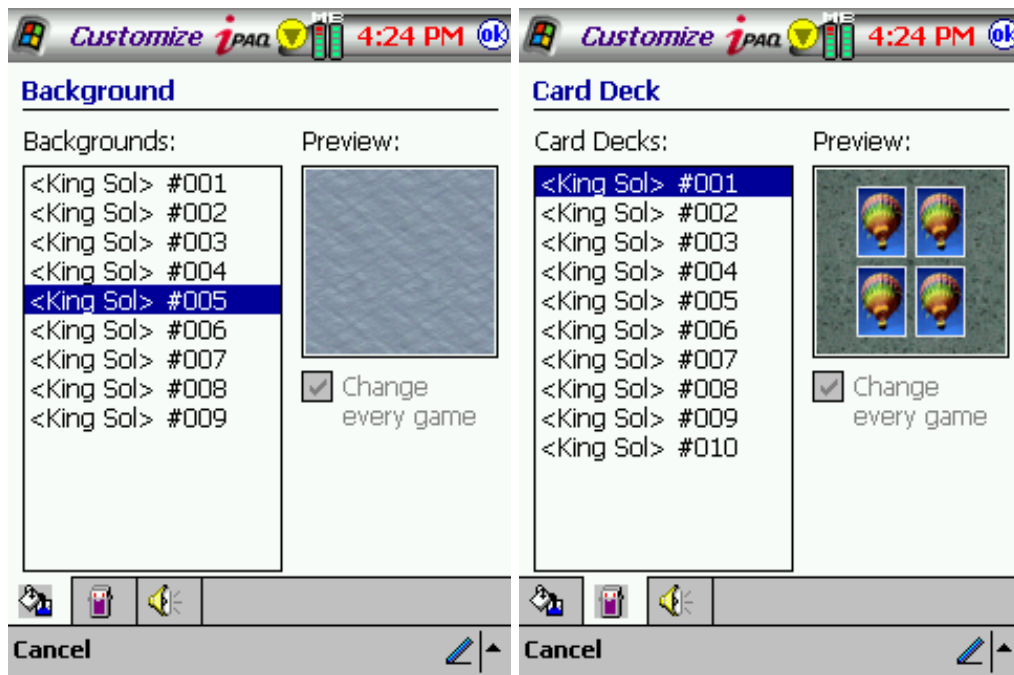 Customize iPAQ MB 4:24 PM ok
Background
Backgrounds: Preview:
<King Sol> #001
<King Sol> #002
<King Sol> #003
<King Sol> #004
<King Sol> #005
<King Sol> #006
<King Sol> #007
<King Sol> #008
<King Sol> #009
Change
every game
Cancel
Customize iPAQ MB 4:24 PM ok
Card Deck
Card Decks: Preview:
<King Sol> #001
<King Sol> #002
<King Sol> #003
<King Sol> #004
<King Sol> #005
<King Sol> #006
<King Sol> #007
<King Sol> #008
<King Sol> #009
<King Sol> #010
Change
every game
Cancel